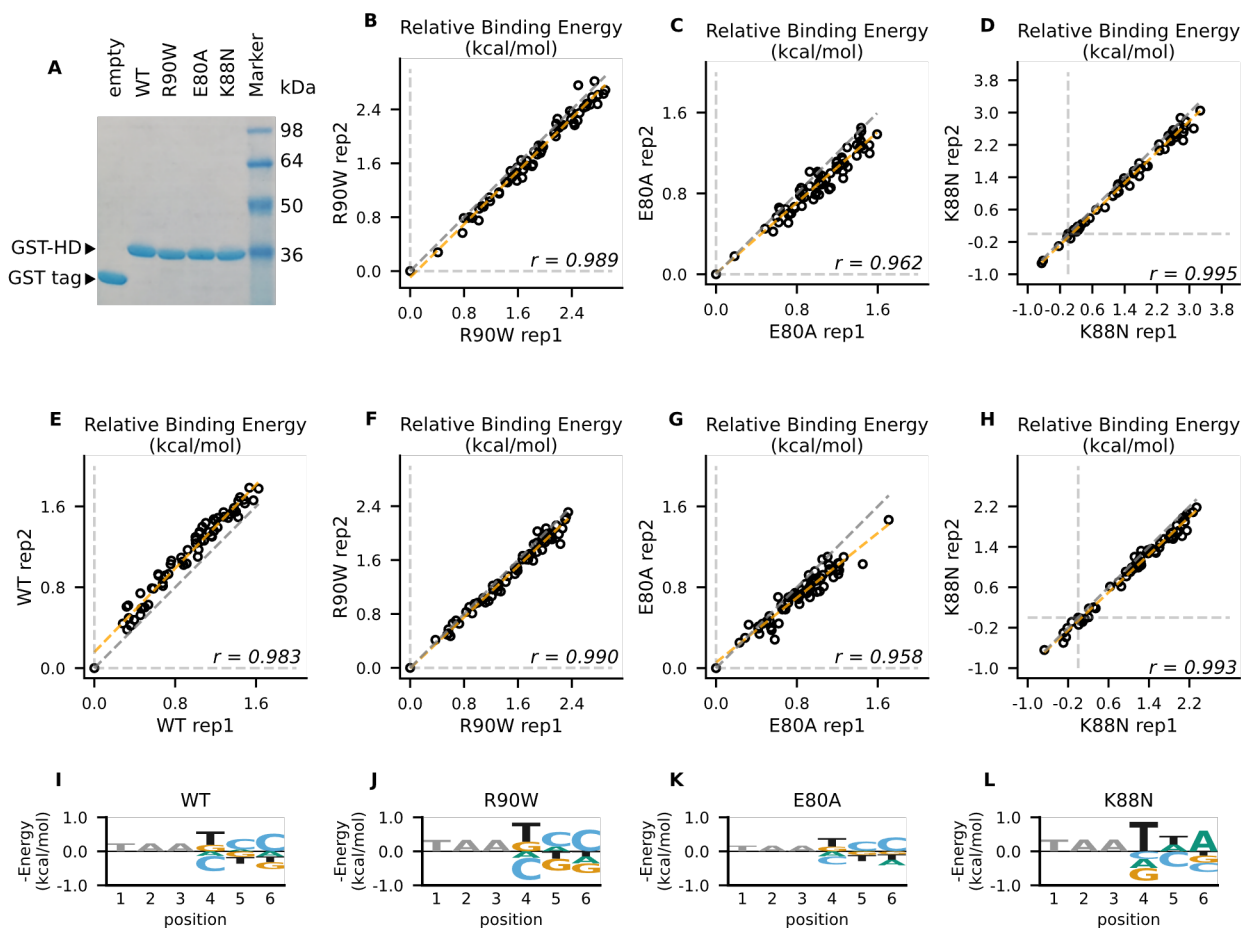 A
empty
WT
R90W
E80A
K88N
Marker
kDa
98
64
50
36
GST-HD
GST tag
B
Relative Binding Energy
(kcal/mol)
R90W rep2
2.4
1.6
0.8
0.0
r = 0.989
0.0 0.8 1.6 2.4
R90W rep1
C
Relative Binding Energy
(kcal/mol)
E80A rep2
1.6
0.8
0.0
r = 0.962
0.0 0.8 1.6
E80A rep1
D
Relative Binding Energy
(kcal/mol)
K88N rep2
3.8
3.0
2.2
1.4
0.6
-0.2
-1.0
r = 0.995
-1.0 -0.2 0.6 1.4 2.2 3.0 3.8
K88N rep1
E
Relative Binding Energy
(kcal/mol)
WT rep2
1.6
0.8
0.0
r = 0.983
0.0 0.8 1.6
WT rep1
F
Relative Binding Energy
(kcal/mol)
R90W rep2
2.4
1.6
0.8
0.0
r = 0.990
0.0 0.8 1.6 2.4
R90W rep1
G
Relative Binding Energy
(kcal/mol)
E80A rep2
1.6
0.8
0.0
r = 0.958
0.0 0.8 1.6
E80A rep1
H
Relative Binding Energy
(kcal/mol)
K88N rep2
2.2
1.4
0.6
-0.2
-1.0
r = 0.993
-1.0 -0.2 0.6 1.4 2.2
K88N rep1
I
WT
-Energy
(kcal/mol)
1.0
0.0
-1.0
T A A T C C
G G A
A T T
C G
1 2 3 4 5 6
position
J
R90W
-Energy
(kcal/mol)
1.0
0.0
-1.0
T A A T C C
G A T
A T A
C G G
1 2 3 4 5 6
position
K
E80A
-Energy
(kcal/mol)
1.0
0.0
-1.0
T A A T C C
1 2 3 4 5 6
position
L
K88N
-Energy
(kcal/mol)
1.0
0.0
-1.0
T A A T T A
C A T
A C G
G C
1 2 3 4 5 6
position